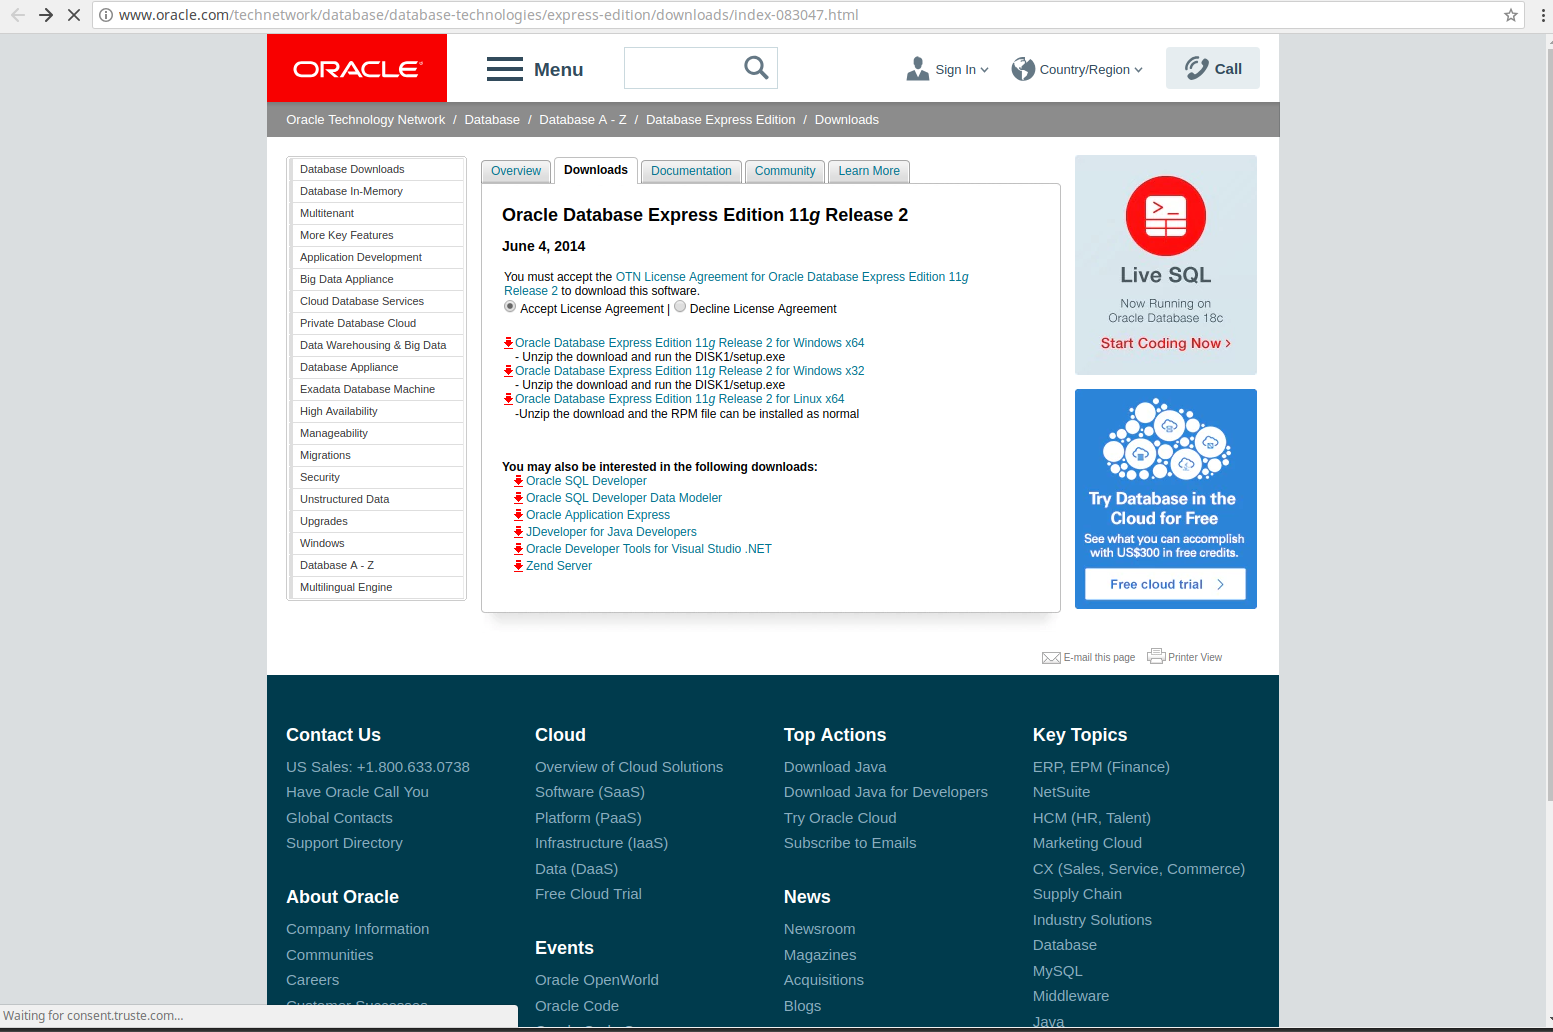 www.oracle.com/technetwork/database/database-technologies/express-edition/downloads/index-083047.html
ORACLE
Menu
Sign In
Country/Region
Call
Oracle Technology Network / Database / Database A - Z / Database Express Edition / Downloads
Database Downloads
Database In-Memory
Multitenant
More Key Features
Application Development
Big Data Appliance
Cloud Database Services
Private Database Cloud
Data Warehousing & Big Data
Database Appliance
Exadata Database Machine
High Availability
Manageability
Migrations
Security
Unstructured Data
Upgrades
Windows
Database A - Z
Multilingual Engine
Overview
Downloads
Documentation
Community
Learn More
Oracle Database Express Edition 11g Release 2
June 4, 2014
You must accept the OTN License Agreement for Oracle Database Express Edition 11g
Release 2 to download this software.
Accept License Agreement | Decline License Agreement
Oracle Database Express Edition 11g Release 2 for Windows x64
- Unzip the download and run the DISK1/setup.exe
Oracle Database Express Edition 11g Release 2 for Windows x32
- Unzip the download and run the DISK1/setup.exe
Oracle Database Express Edition 11g Release 2 for Linux x64
-Unzip the download and the RPM file can be installed as normal
You may also be interested in the following downloads:
Oracle SQL Developer
Oracle SQL Developer Data Modeler
Oracle Application Express
JDeveloper for Java Developers
Oracle Developer Tools for Visual Studio .NET
Zend Server
Live SQL
Now Running on
Oracle Database 18c
Start Coding Now >
Try Database in the
Cloud for Free
See what you can accomplish
with US$300 in free credits.
Free cloud trial >
E-mail this page
Printer View
Contact Us
US Sales: +1.800.633.0738
Have Oracle Call You
Global Contacts
Support Directory
About Oracle
Company Information
Communities
Careers
Customer Successes
Cloud
Overview of Cloud Solutions
Software (SaaS)
Platform (PaaS)
Infrastructure (IaaS)
Data (DaaS)
Free Cloud Trial
Events
Oracle OpenWorld
Oracle Code
Top Actions
Download Java
Download Java for Developers
Try Oracle Cloud
Subscribe to Emails
News
Newsroom
Magazines
Acquisitions
Blogs
Key Topics
ERP, EPM (Finance)
NetSuite
HCM (HR, Talent)
Marketing Cloud
CX (Sales, Service, Commerce)
Supply Chain
Industry Solutions
Database
MySQL
Middleware
Java
Waiting for consent.truste.com...